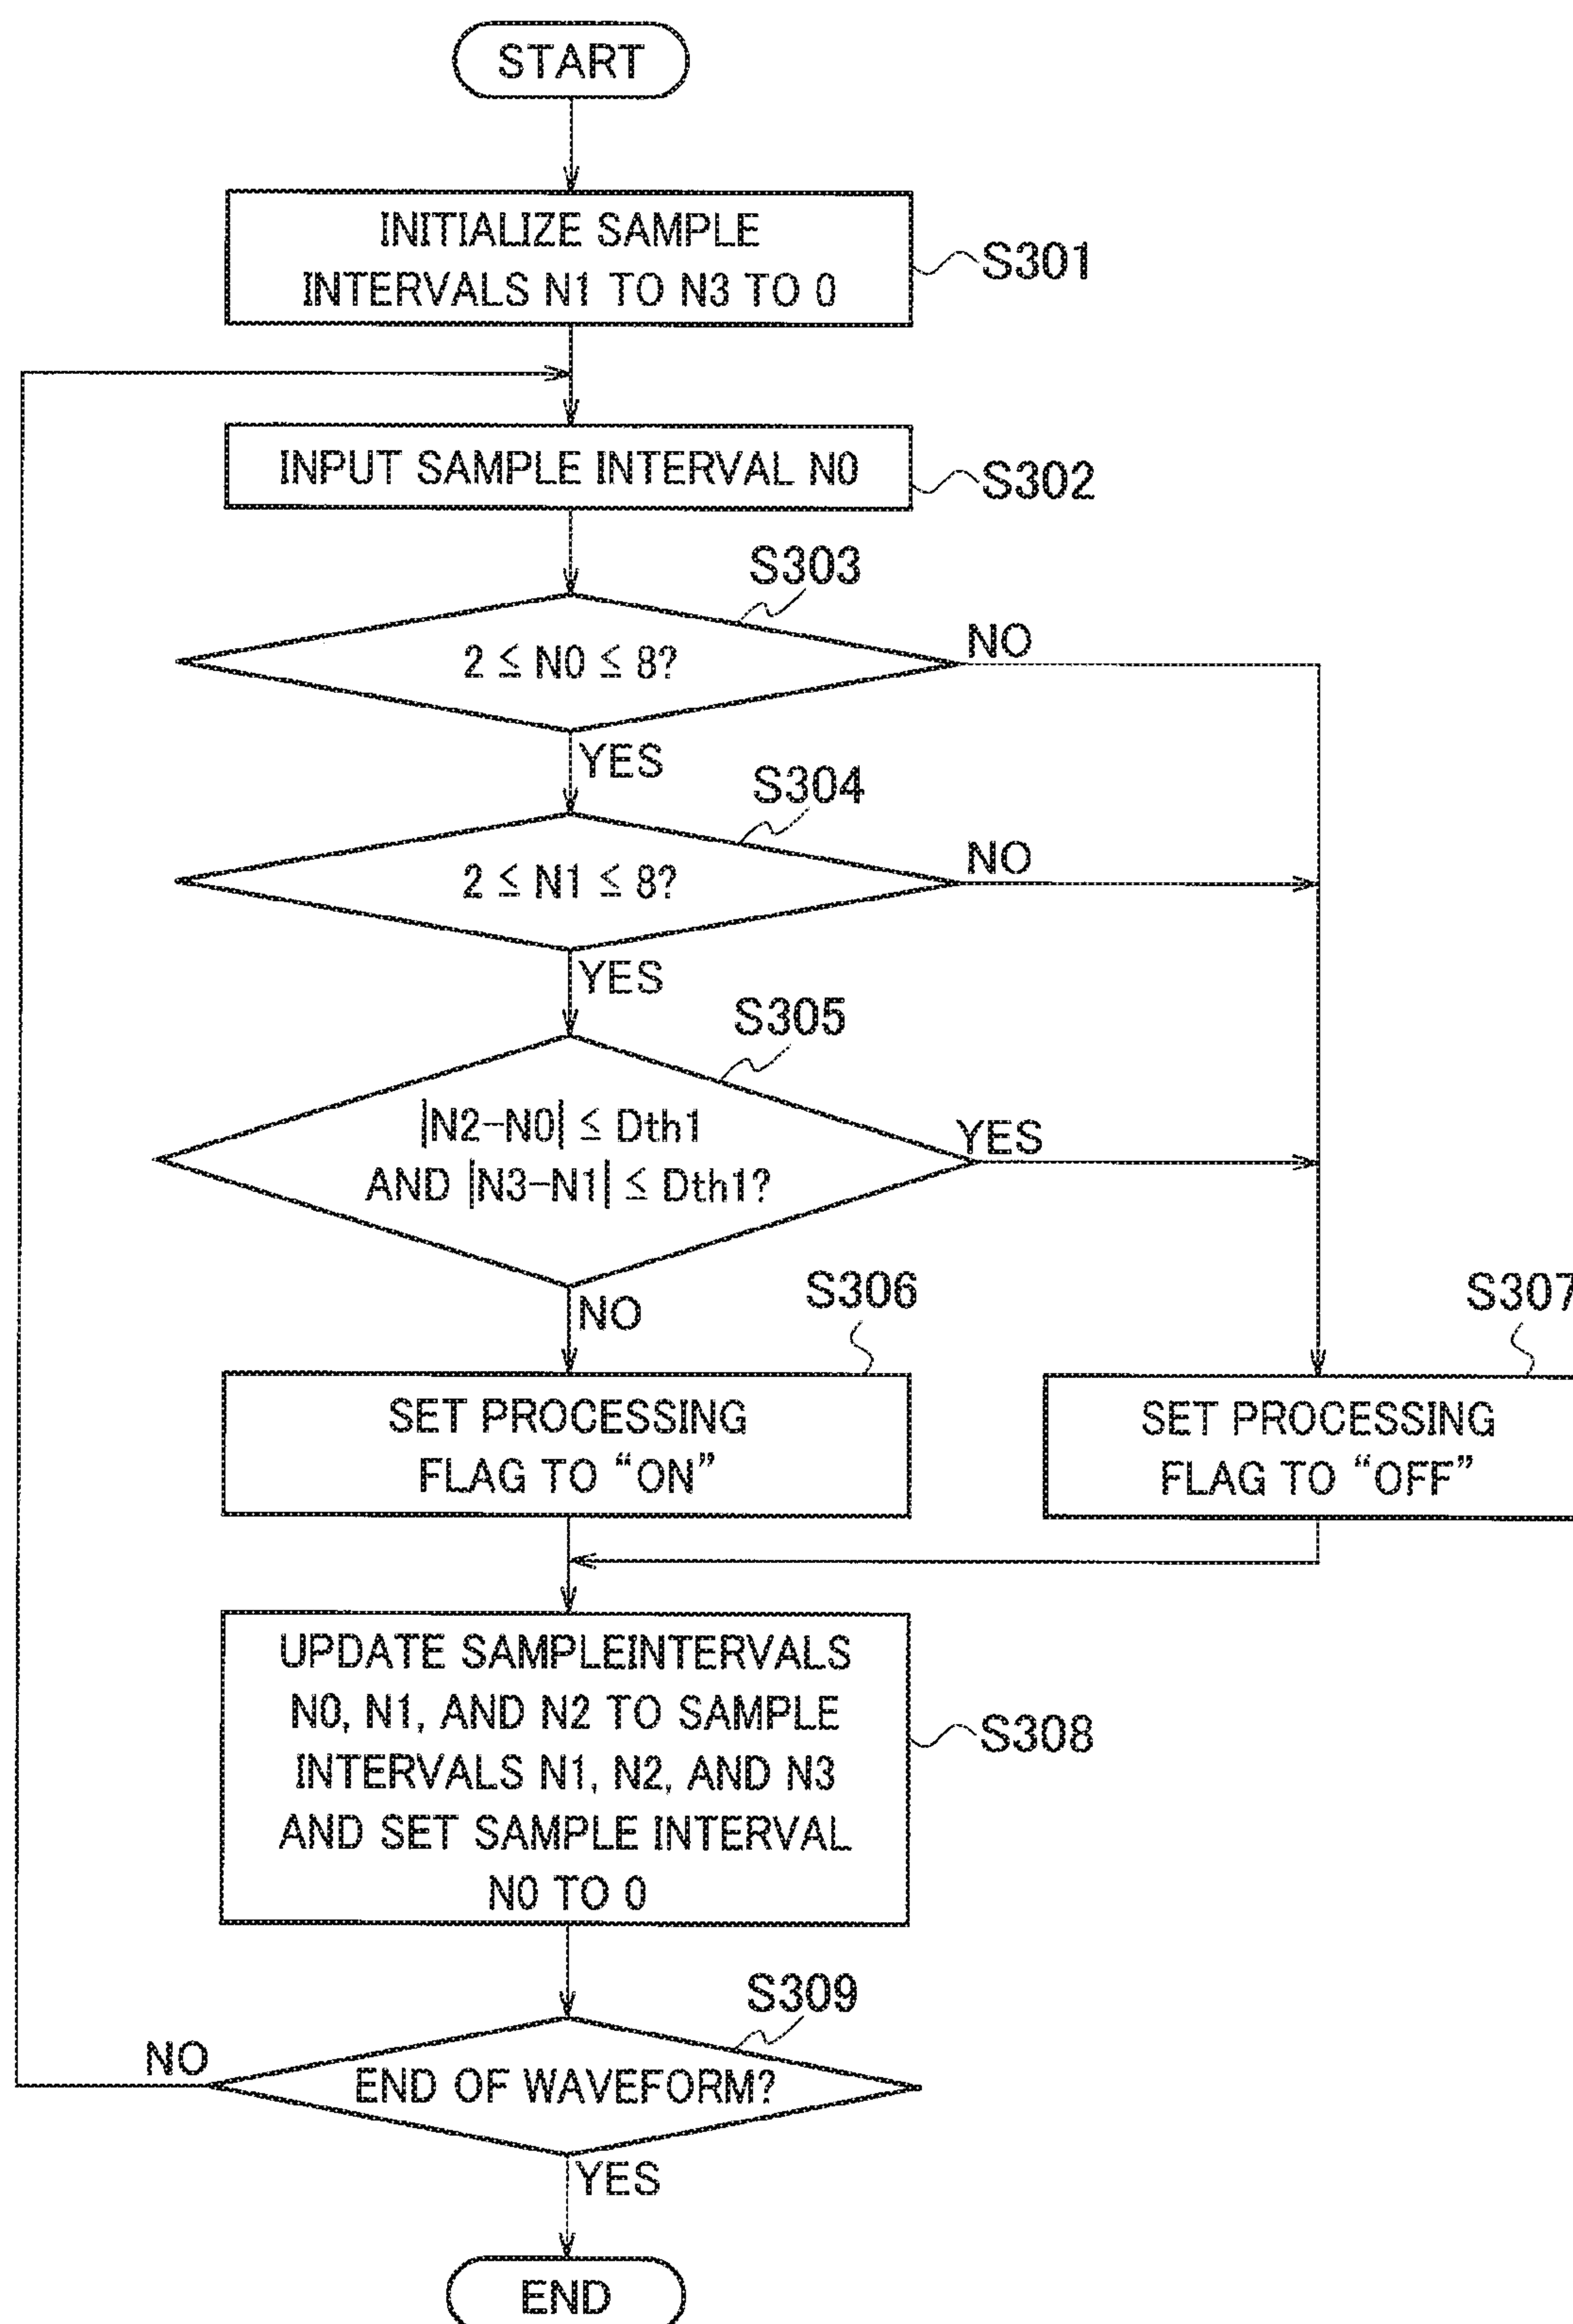 START
INITIALIZE SAMPLE
INTERVALS N1 TO N3 TO 0
S301
INPUT SAMPLE INTERVAL N0
S302
S303
2 ≤ N0 ≤ 8?
NO
YES
S304
2 ≤ N1 ≤ 8?
NO
YES
S305
|N2-N0| ≤ Dth1
AND |N3-N1| ≤ Dth1?
YES
NO
S306
SET PROCESSING
FLAG TO “ON”
S307
SET PROCESSING
FLAG TO “OFF”
UPDATE SAMPLEINTERVALS
N0, N1, AND N2 TO SAMPLE
INTERVALS N1, N2, AND N3
AND SET SAMPLE INTERVAL
N0 TO 0
S308
S309
END OF WAVEFORM?
NO
YES
END